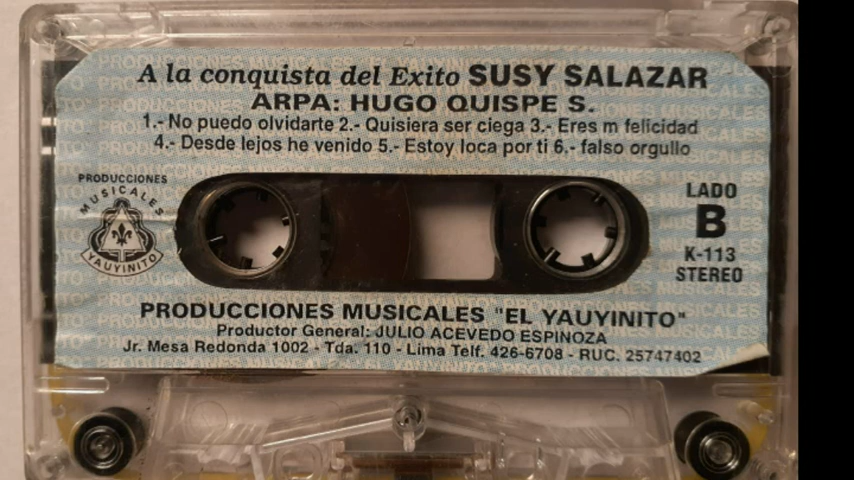 A la conquista del Exito SUSY SALAZAR
ARPA: HUGO QUISPE S.
1.- No puedo olvidarte 2.- Quisiera ser ciega 3.- Eres m felicidad
4.- Desde lejos he venido 5.- Estoy loca por ti 6.- falso orgullo
PRODUCCIONES
MUSICALES
YAUYINITO
LADO
B
K-113
STEREO
PRODUCCIONES MUSICALES "EL YAUYINITO"
Productor General: JULIO ACEVEDO ESPINOZA
Jr. Mesa Redonda 1002 - Tda. 110 - Lima Telf. 426-6708 - RUC. 25747402